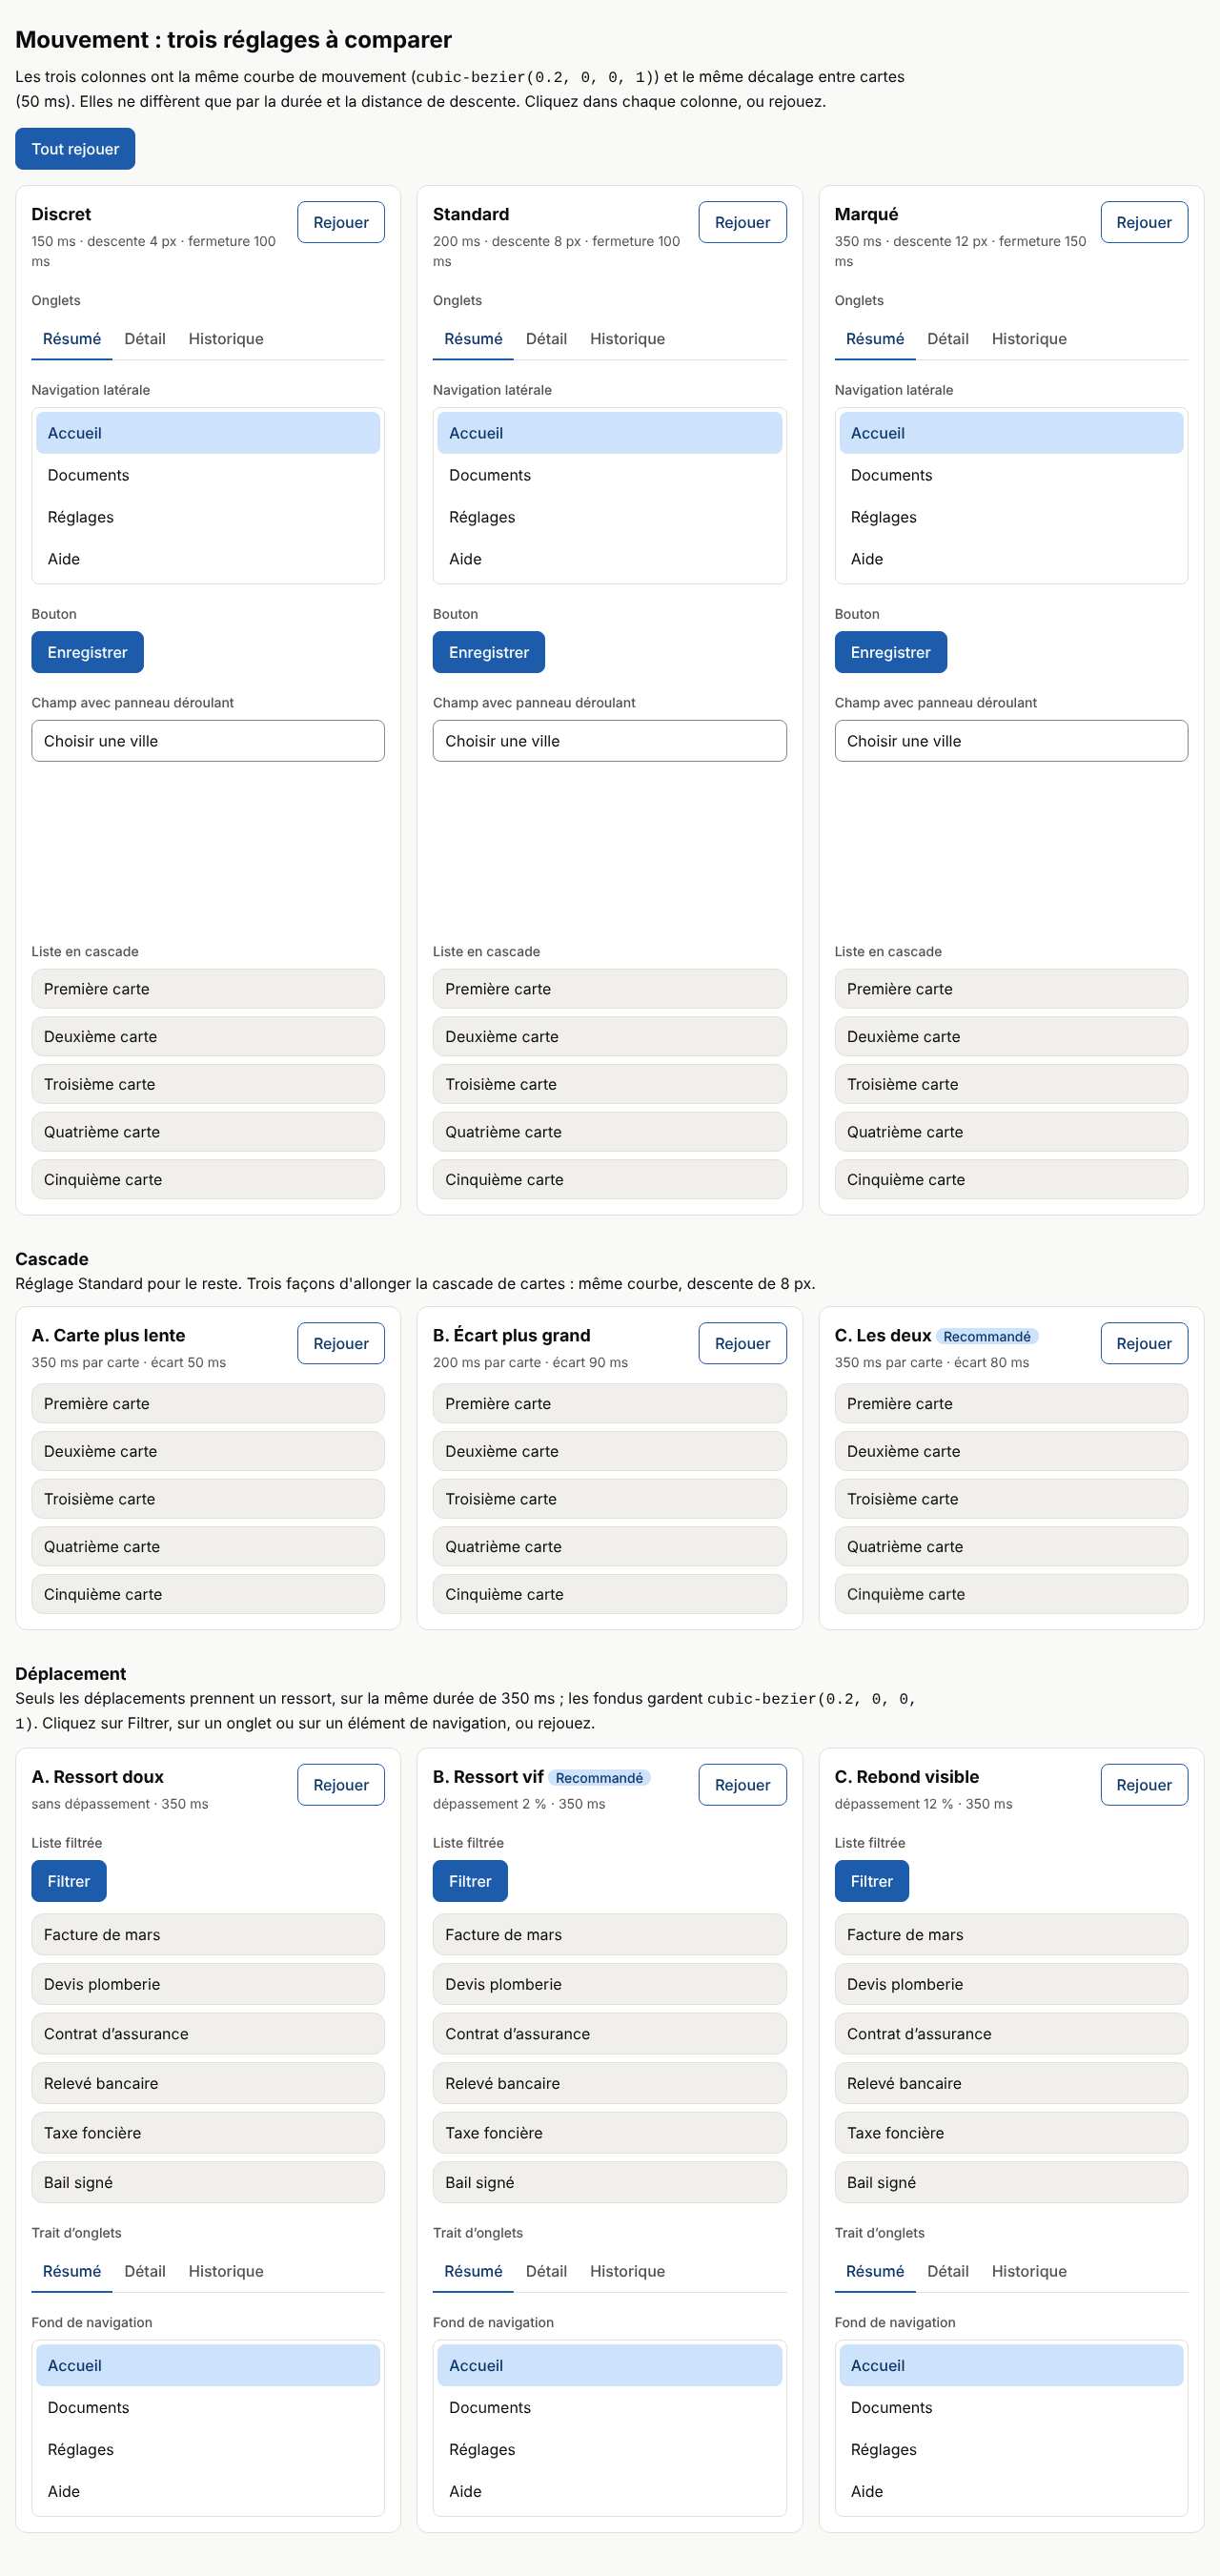 Mouvement : trois réglages à comparer
Les trois colonnes ont la même courbe de mouvement (cubic-bezier(0.2, 0, 0, 1)) et le même décalage entre cartes
(50 ms). Elles ne diffèrent que par la durée et la distance de descente. Cliquez dans chaque colonne, ou rejouez.
Tout rejouer
Discret
Rejouer
150 ms · descente 4 px · fermeture 100
ms
Onglets
Résumé Détail Historique
Navigation latérale
Accueil
Documents
Réglages
Aide
Bouton
Enregistrer
Champ avec panneau déroulant
Choisir une ville
Liste en cascade
Première carte
Deuxième carte
Troisième carte
Quatrième carte
Cinquième carte
Standard
Rejouer
200 ms · descente 8 px · fermeture 100
ms
Onglets
Résumé Détail Historique
Navigation latérale
Accueil
Documents
Réglages
Aide
Bouton
Enregistrer
Champ avec panneau déroulant
Choisir une ville
Liste en cascade
Première carte
Deuxième carte
Troisième carte
Quatrième carte
Cinquième carte
Marqué
Rejouer
350 ms · descente 12 px · fermeture 150
ms
Onglets
Résumé Détail Historique
Navigation latérale
Accueil
Documents
Réglages
Aide
Bouton
Enregistrer
Champ avec panneau déroulant
Choisir une ville
Liste en cascade
Première carte
Deuxième carte
Troisième carte
Quatrième carte
Cinquième carte
Cascade
Réglage Standard pour le reste. Trois façons d'allonger la cascade de cartes : même courbe, descente de 8 px.
A. Carte plus lente
Rejouer
350 ms par carte · écart 50 ms
Première carte
Deuxième carte
Troisième carte
Quatrième carte
Cinquième carte
B. Écart plus grand
Rejouer
200 ms par carte · écart 90 ms
Première carte
Deuxième carte
Troisième carte
Quatrième carte
Cinquième carte
C. Les deux Recommandé
Rejouer
350 ms par carte · écart 80 ms
Première carte
Deuxième carte
Troisième carte
Quatrième carte
Cinquième carte
Déplacement
Seuls les déplacements prennent un ressort, sur la même durée de 350 ms ; les fondus gardent cubic-bezier(0.2, 0, 0,
1). Cliquez sur Filtrer, sur un onglet ou sur un élément de navigation, ou rejouez.
A. Ressort doux
Rejouer
sans dépassement · 350 ms
Liste filtrée
Filtrer
Facture de mars
Devis plomberie
Contrat d’assurance
Relevé bancaire
Taxe foncière
Bail signé
Trait d’onglets
Résumé Détail Historique
Fond de navigation
Accueil
Documents
Réglages
Aide
B. Ressort vif Recommandé
Rejouer
dépassement 2 % · 350 ms
Liste filtrée
Filtrer
Facture de mars
Devis plomberie
Contrat d’assurance
Relevé bancaire
Taxe foncière
Bail signé
Trait d’onglets
Résumé Détail Historique
Fond de navigation
Accueil
Documents
Réglages
Aide
C. Rebond visible
Rejouer
dépassement 12 % · 350 ms
Liste filtrée
Filtrer
Facture de mars
Devis plomberie
Contrat d’assurance
Relevé bancaire
Taxe foncière
Bail signé
Trait d’onglets
Résumé Détail Historique
Fond de navigation
Accueil
Documents
Réglages
Aide